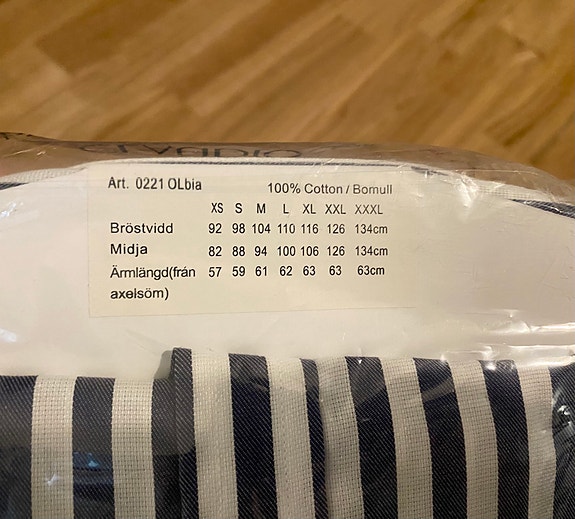 Art. 0221 OLbia 100% Cotton / Bomull
XS S M L XL XXL XXXL
Bröstvidd 92 98 104 110 116 126 134cm
Midja 82 88 94 100 106 126 134cm
Ärmlängd(från 57 59 61 62 63 63 63cm
axelsöm)